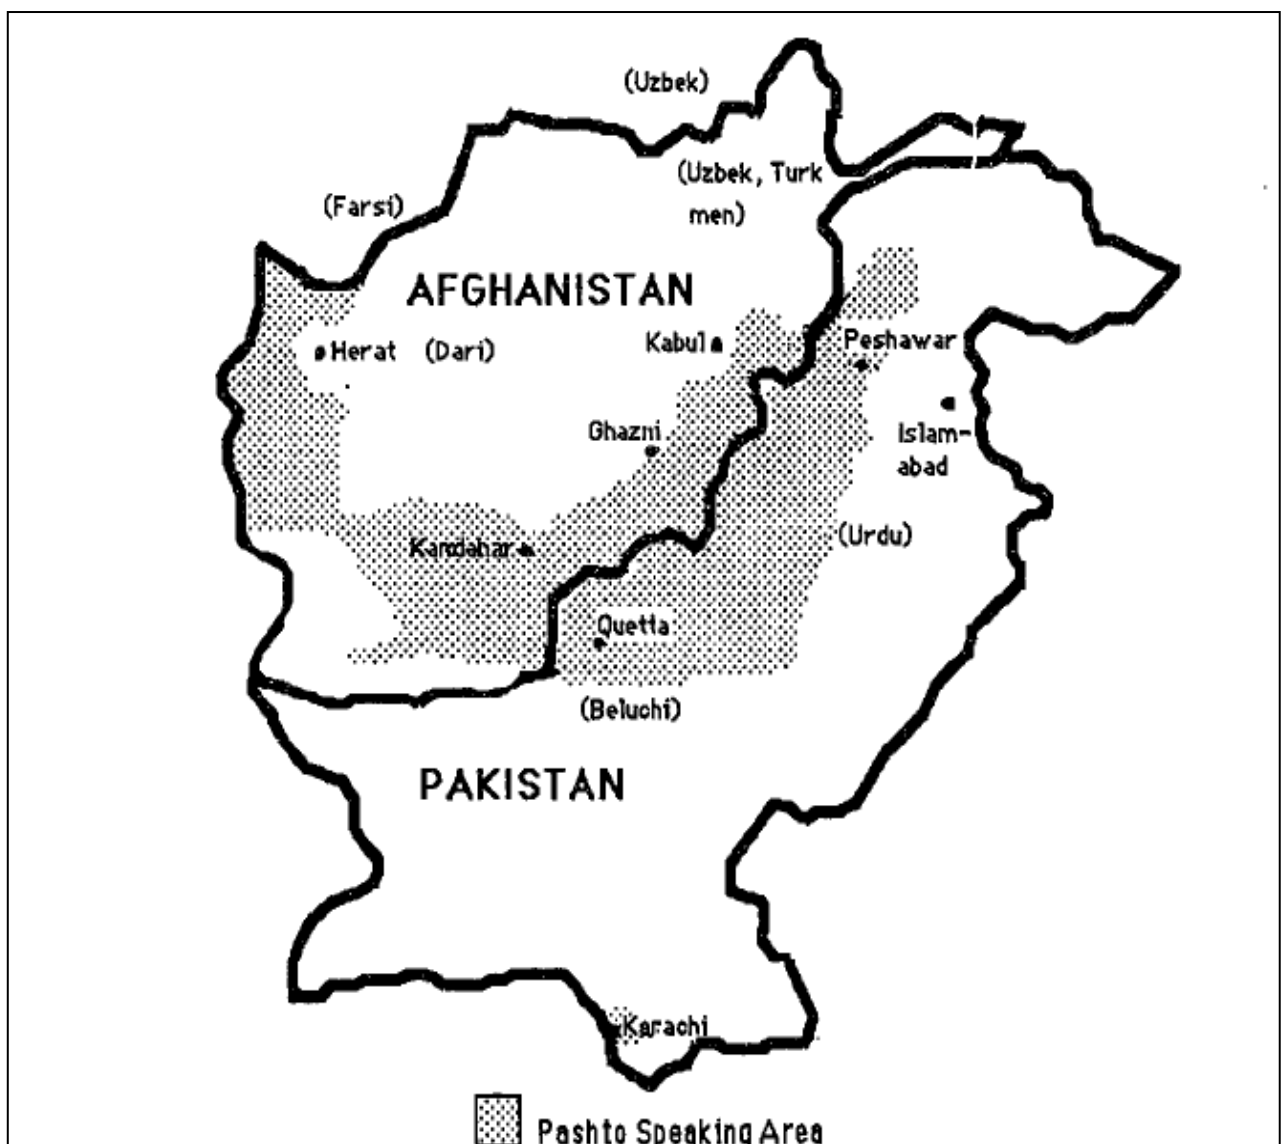 (Uzbek)
(Uzbek, Turk
men)
(Farsi)
AFGHANISTAN
Herat (Dari)
Kabul
Peshawar
Ghazni
Islam-
abad
Kandahar
(Urdu)
Quetta
(Beluchi)
PAKISTAN
Karachi
Pashto Speaking Area